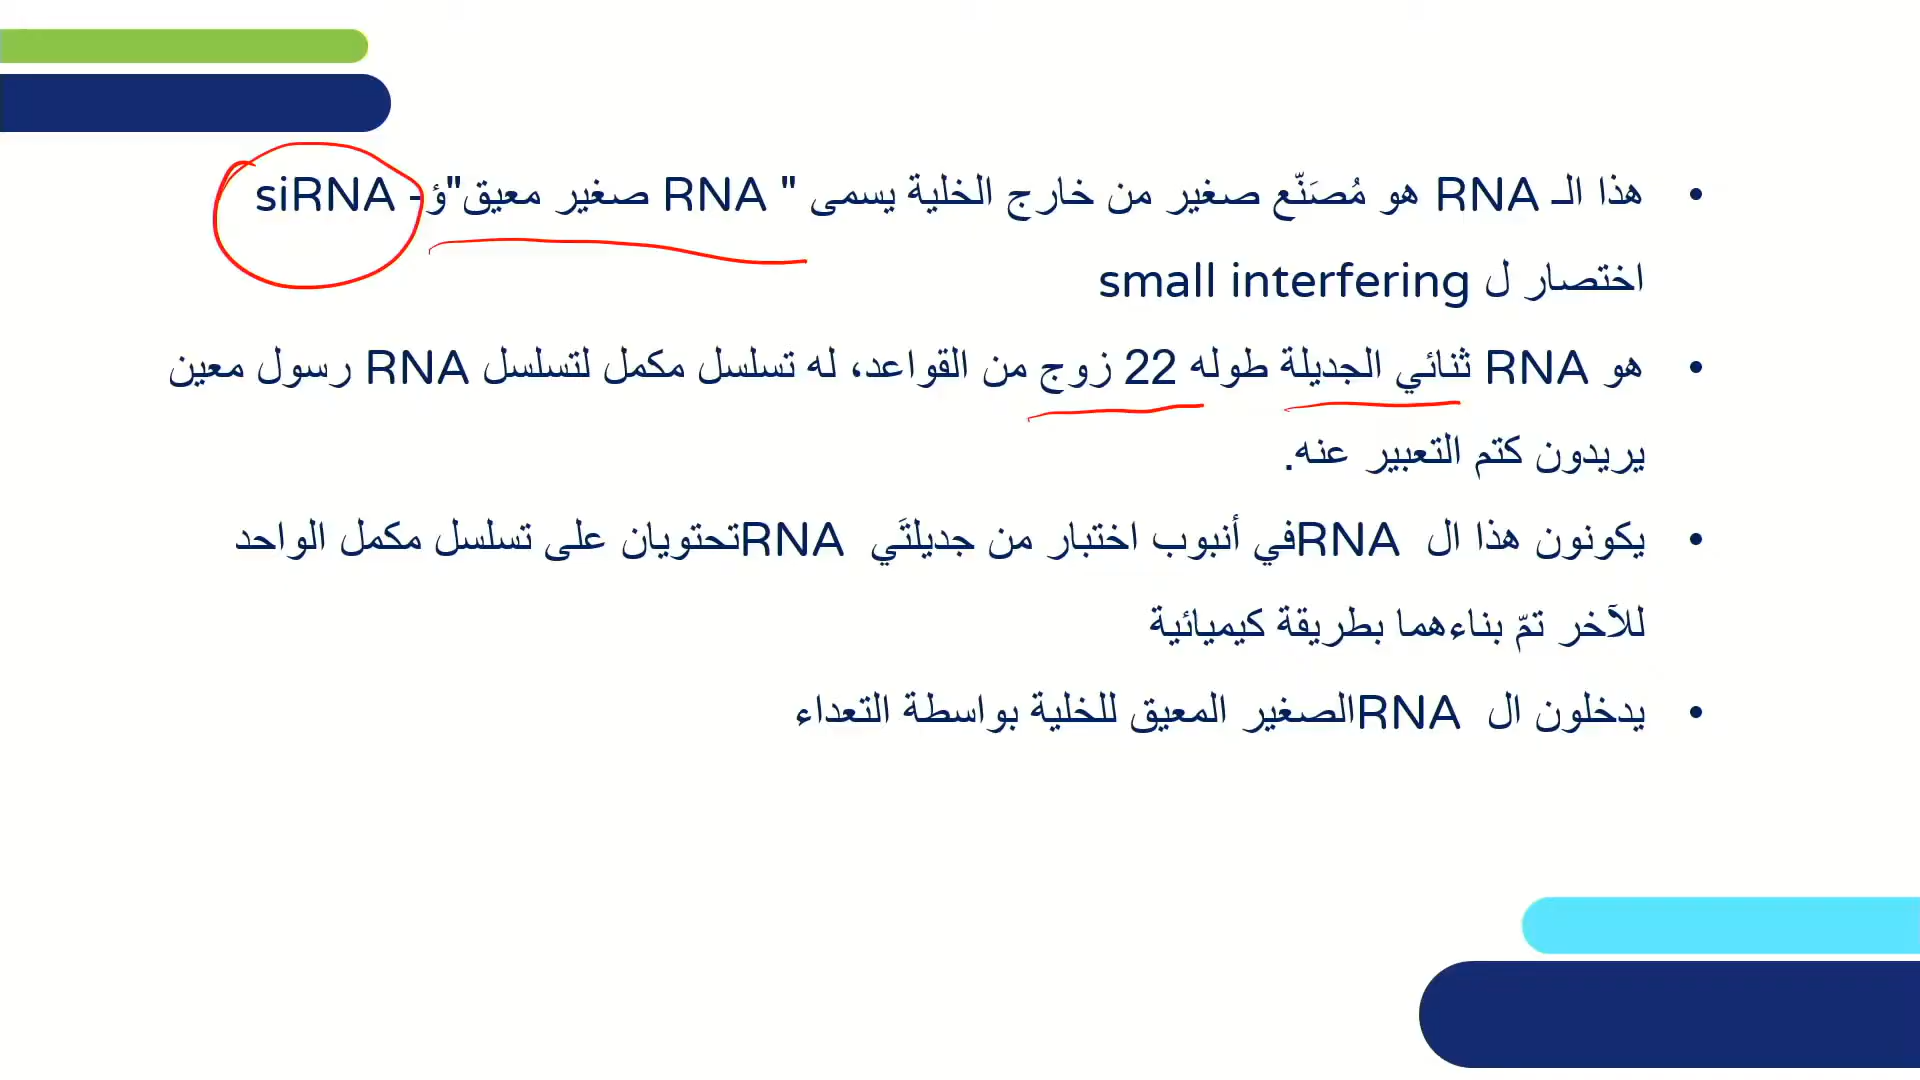 • هذا الـ RNA هو مُصَنّع صغير من خارج الخلية يسمى " RNA صغير معيق"ؤ- siRNA
اختصار ل small interfering
• هو RNA ثنائي الجديلة طوله 22 زوج من القواعد، له تسلسل مكمل لتسلسل RNA رسول معين
يريدون كتم التعبير عنه.
• يكونون هذا ال RNAفي أنبوب اختبار من جديلتَي RNAتحتويان على تسلسل مكمل الواحد
للآخر تمّ بناءهما بطريقة كيميائية
• يدخلون ال RNAالصغير المعيق للخلية بواسطة التعداء